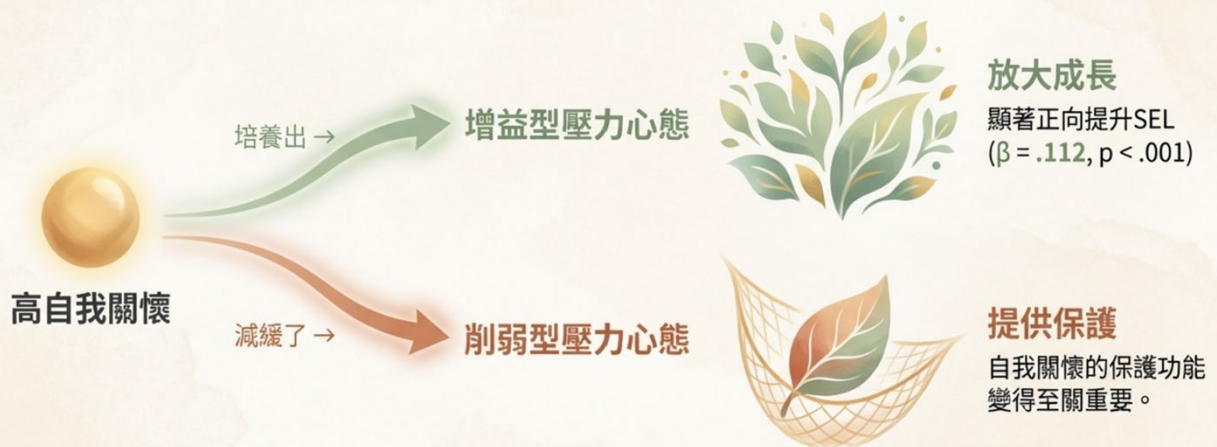 高自我關懷
培養出 →
增益型壓力心態
放大成長
顯著正向提升SEL
(β = .112, p < .001)
減緩了 →
削弱型壓力心態
提供保護
自我關懷的保護功能
變得至關重要。